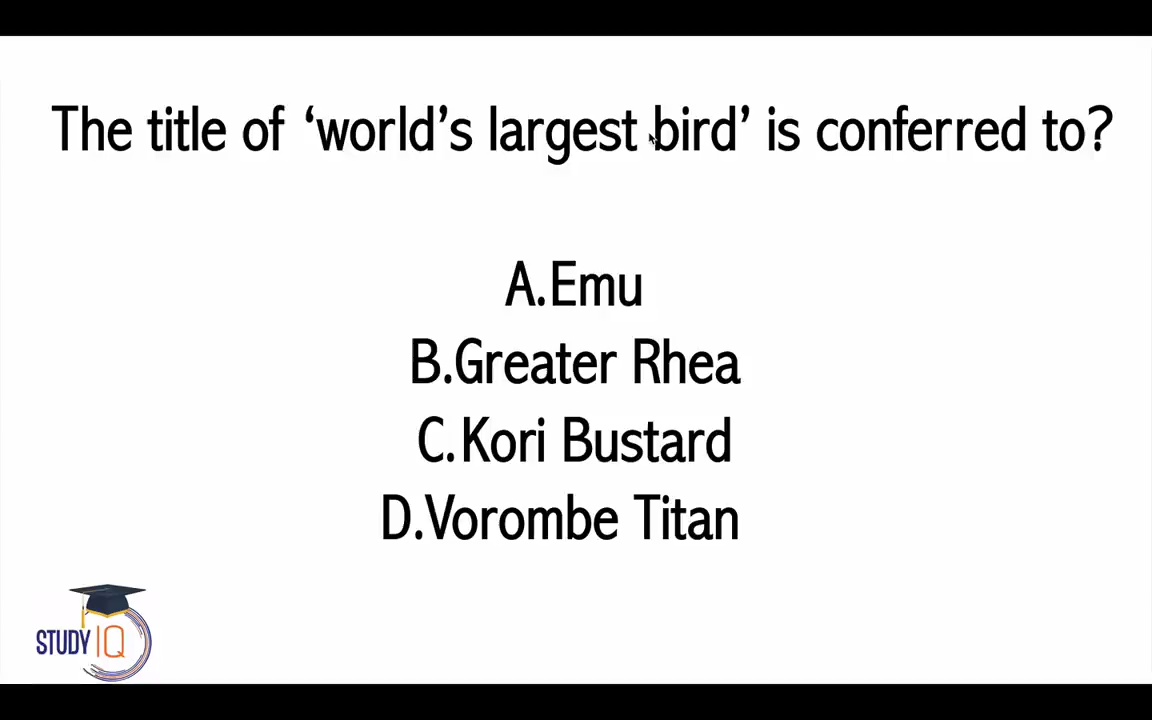 The title of ‘world’s largest bird’ is conferred to?
A.Emu
B.Greater Rhea
C.Kori Bustard
D.Vorombe Titan
STUDY IQ